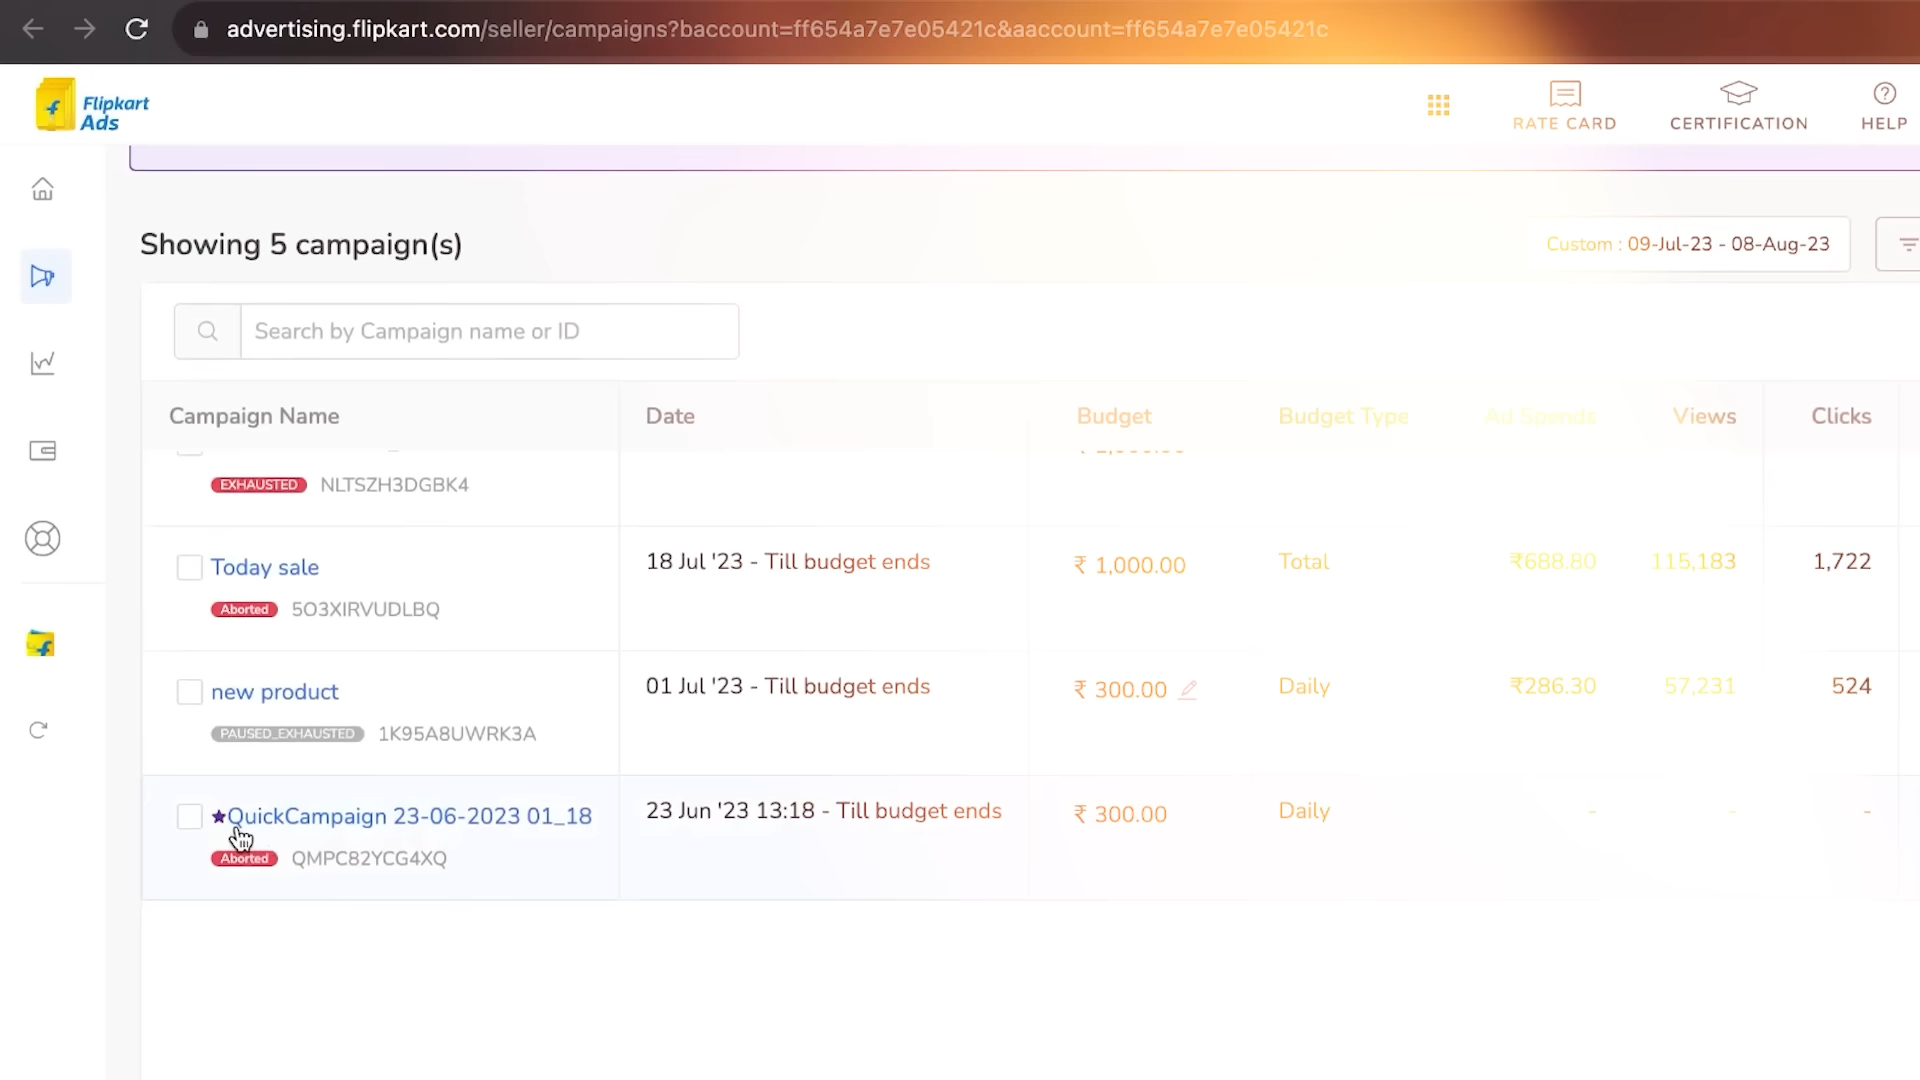 advertising.flipkart.com/seller/campaigns?baccount=ff654a7e7e05421c&aaccount=ff654a7e7e05421c
Flipkart
Ads
RATE CARD
CERTIFICATION
HELP
Showing 5 campaign(s)
Custom : 09-Jul-23 - 08-Aug-23
Search by Campaign name or ID
Campaign Name Date Budget Budget Type Ad Spends Views Clicks
EXHAUSTED NLTSZH3DGBK4
Today sale 18 Jul '23 - Till budget ends ₹ 1,000.00 Total ₹688.80 115,183 1,722
Aborted 5O3XIRVUDLBQ
new product 01 Jul '23 - Till budget ends ₹ 300.00 Daily ₹286.30 57,231 524
PAUSED_EXHAUSTED 1K95A8UWRK3A
★QuickCampaign 23-06-2023 01_18 23 Jun '23 13:18 - Till budget ends ₹ 300.00 Daily - - -
Aborted QMPC82YCG4XQ